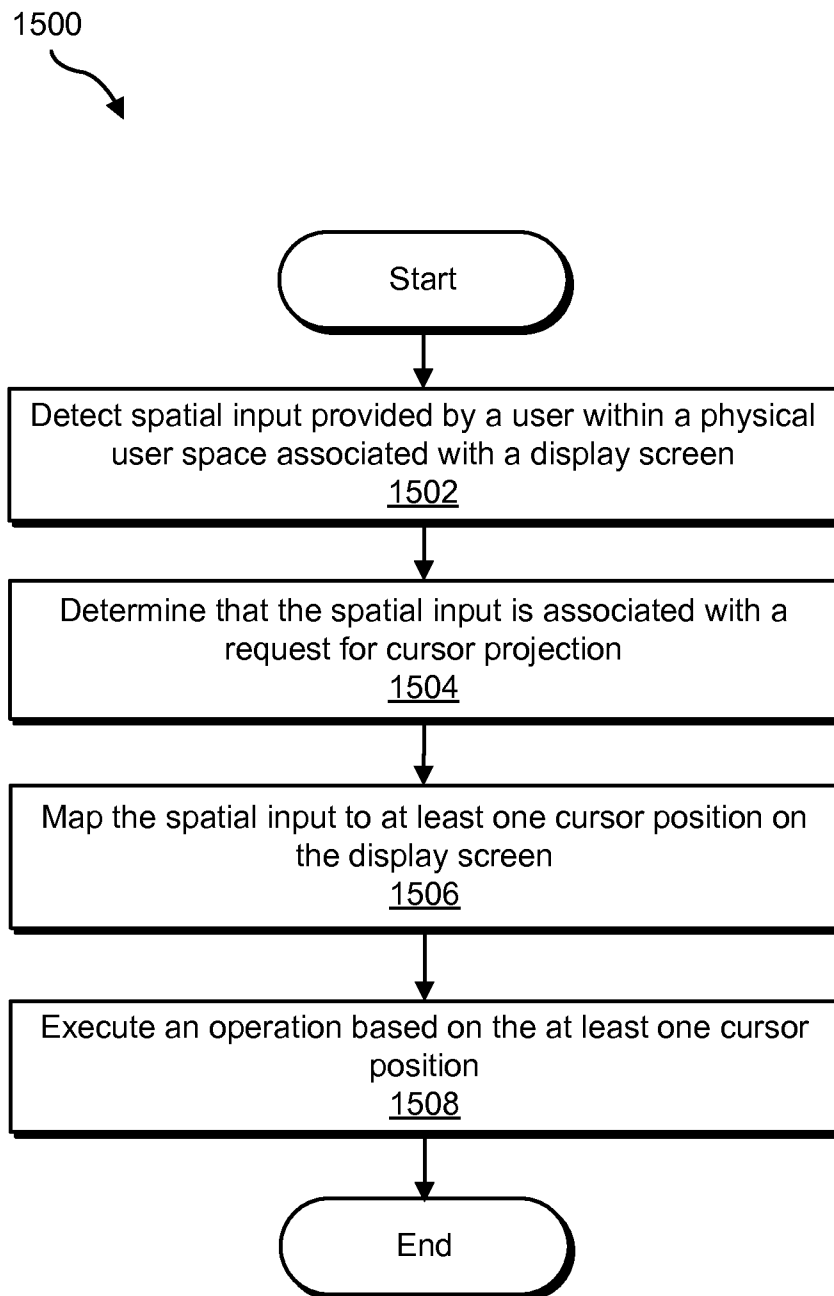 1500
Start
Detect spatial input provided by a user within a physical
user space associated with a display screen
1502
Determine that the spatial input is associated with a
request for cursor projection
1504
Map the spatial input to at least one cursor position on
the display screen
1506
Execute an operation based on the at least one cursor
position
1508
End